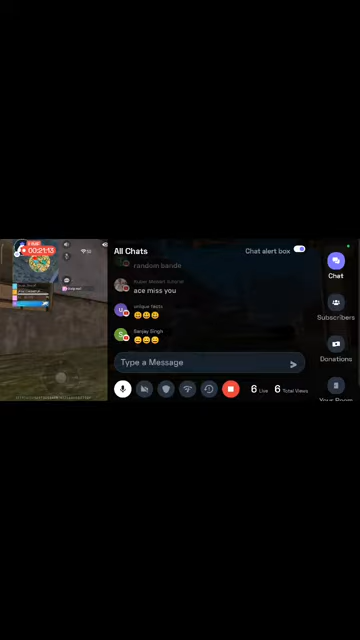 00:21:13
All Chats
Chat alert box
random bande
ace miss you
unique tests
😀😀😀
Sanjay Singh
😀😀😀
Type a Message
6 Live 6 Total Views
Chat
Subscribers
Donations
Your Room